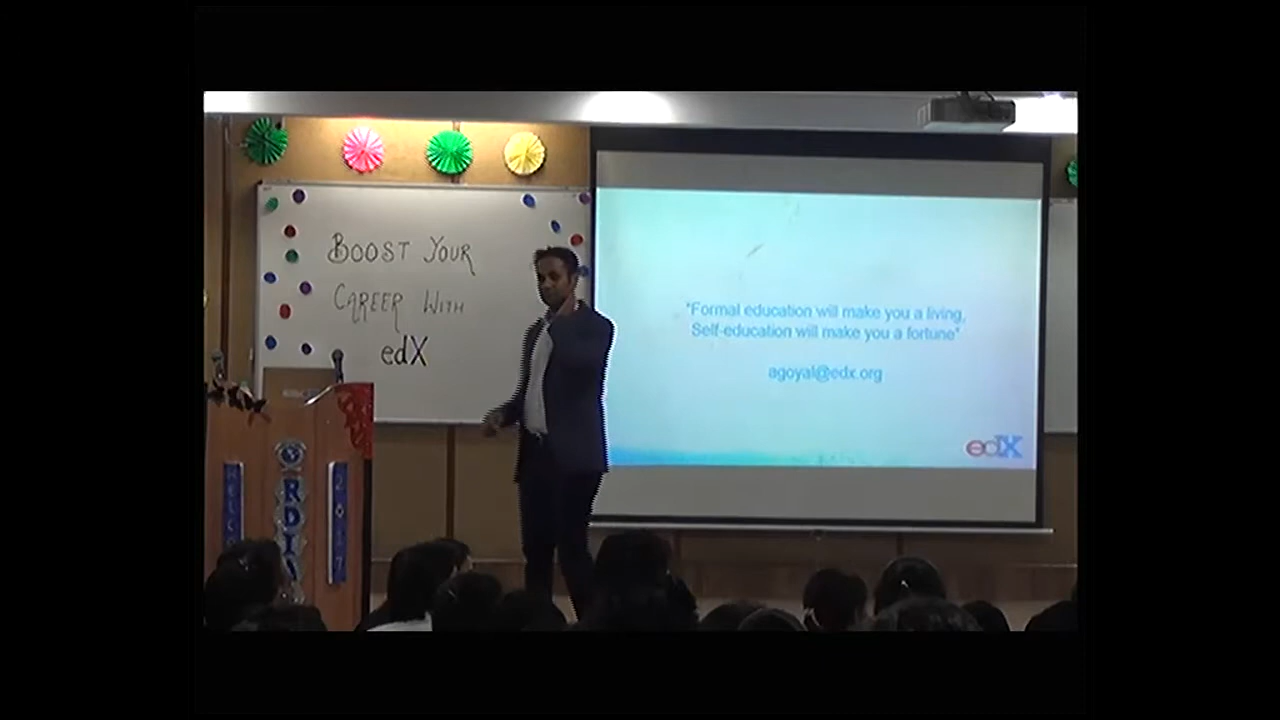 BOOST YOUR
CAREER WITH
edX
"Formal education will make you a living,
Self-education will make you a fortune"
agoyal@edx.org
edX
2017